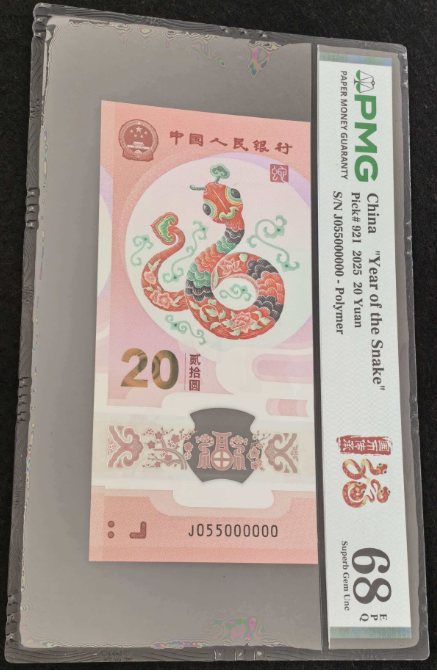 中国人民银行
20
贰拾圆
J055000000
PMG
PAPER MONEY GUARANTY
China "Year of the Snake"
Pick# 921 2025 20 Yuan
S/N J055000000 - Polymer
68
EPQ
Superb Gem Unc